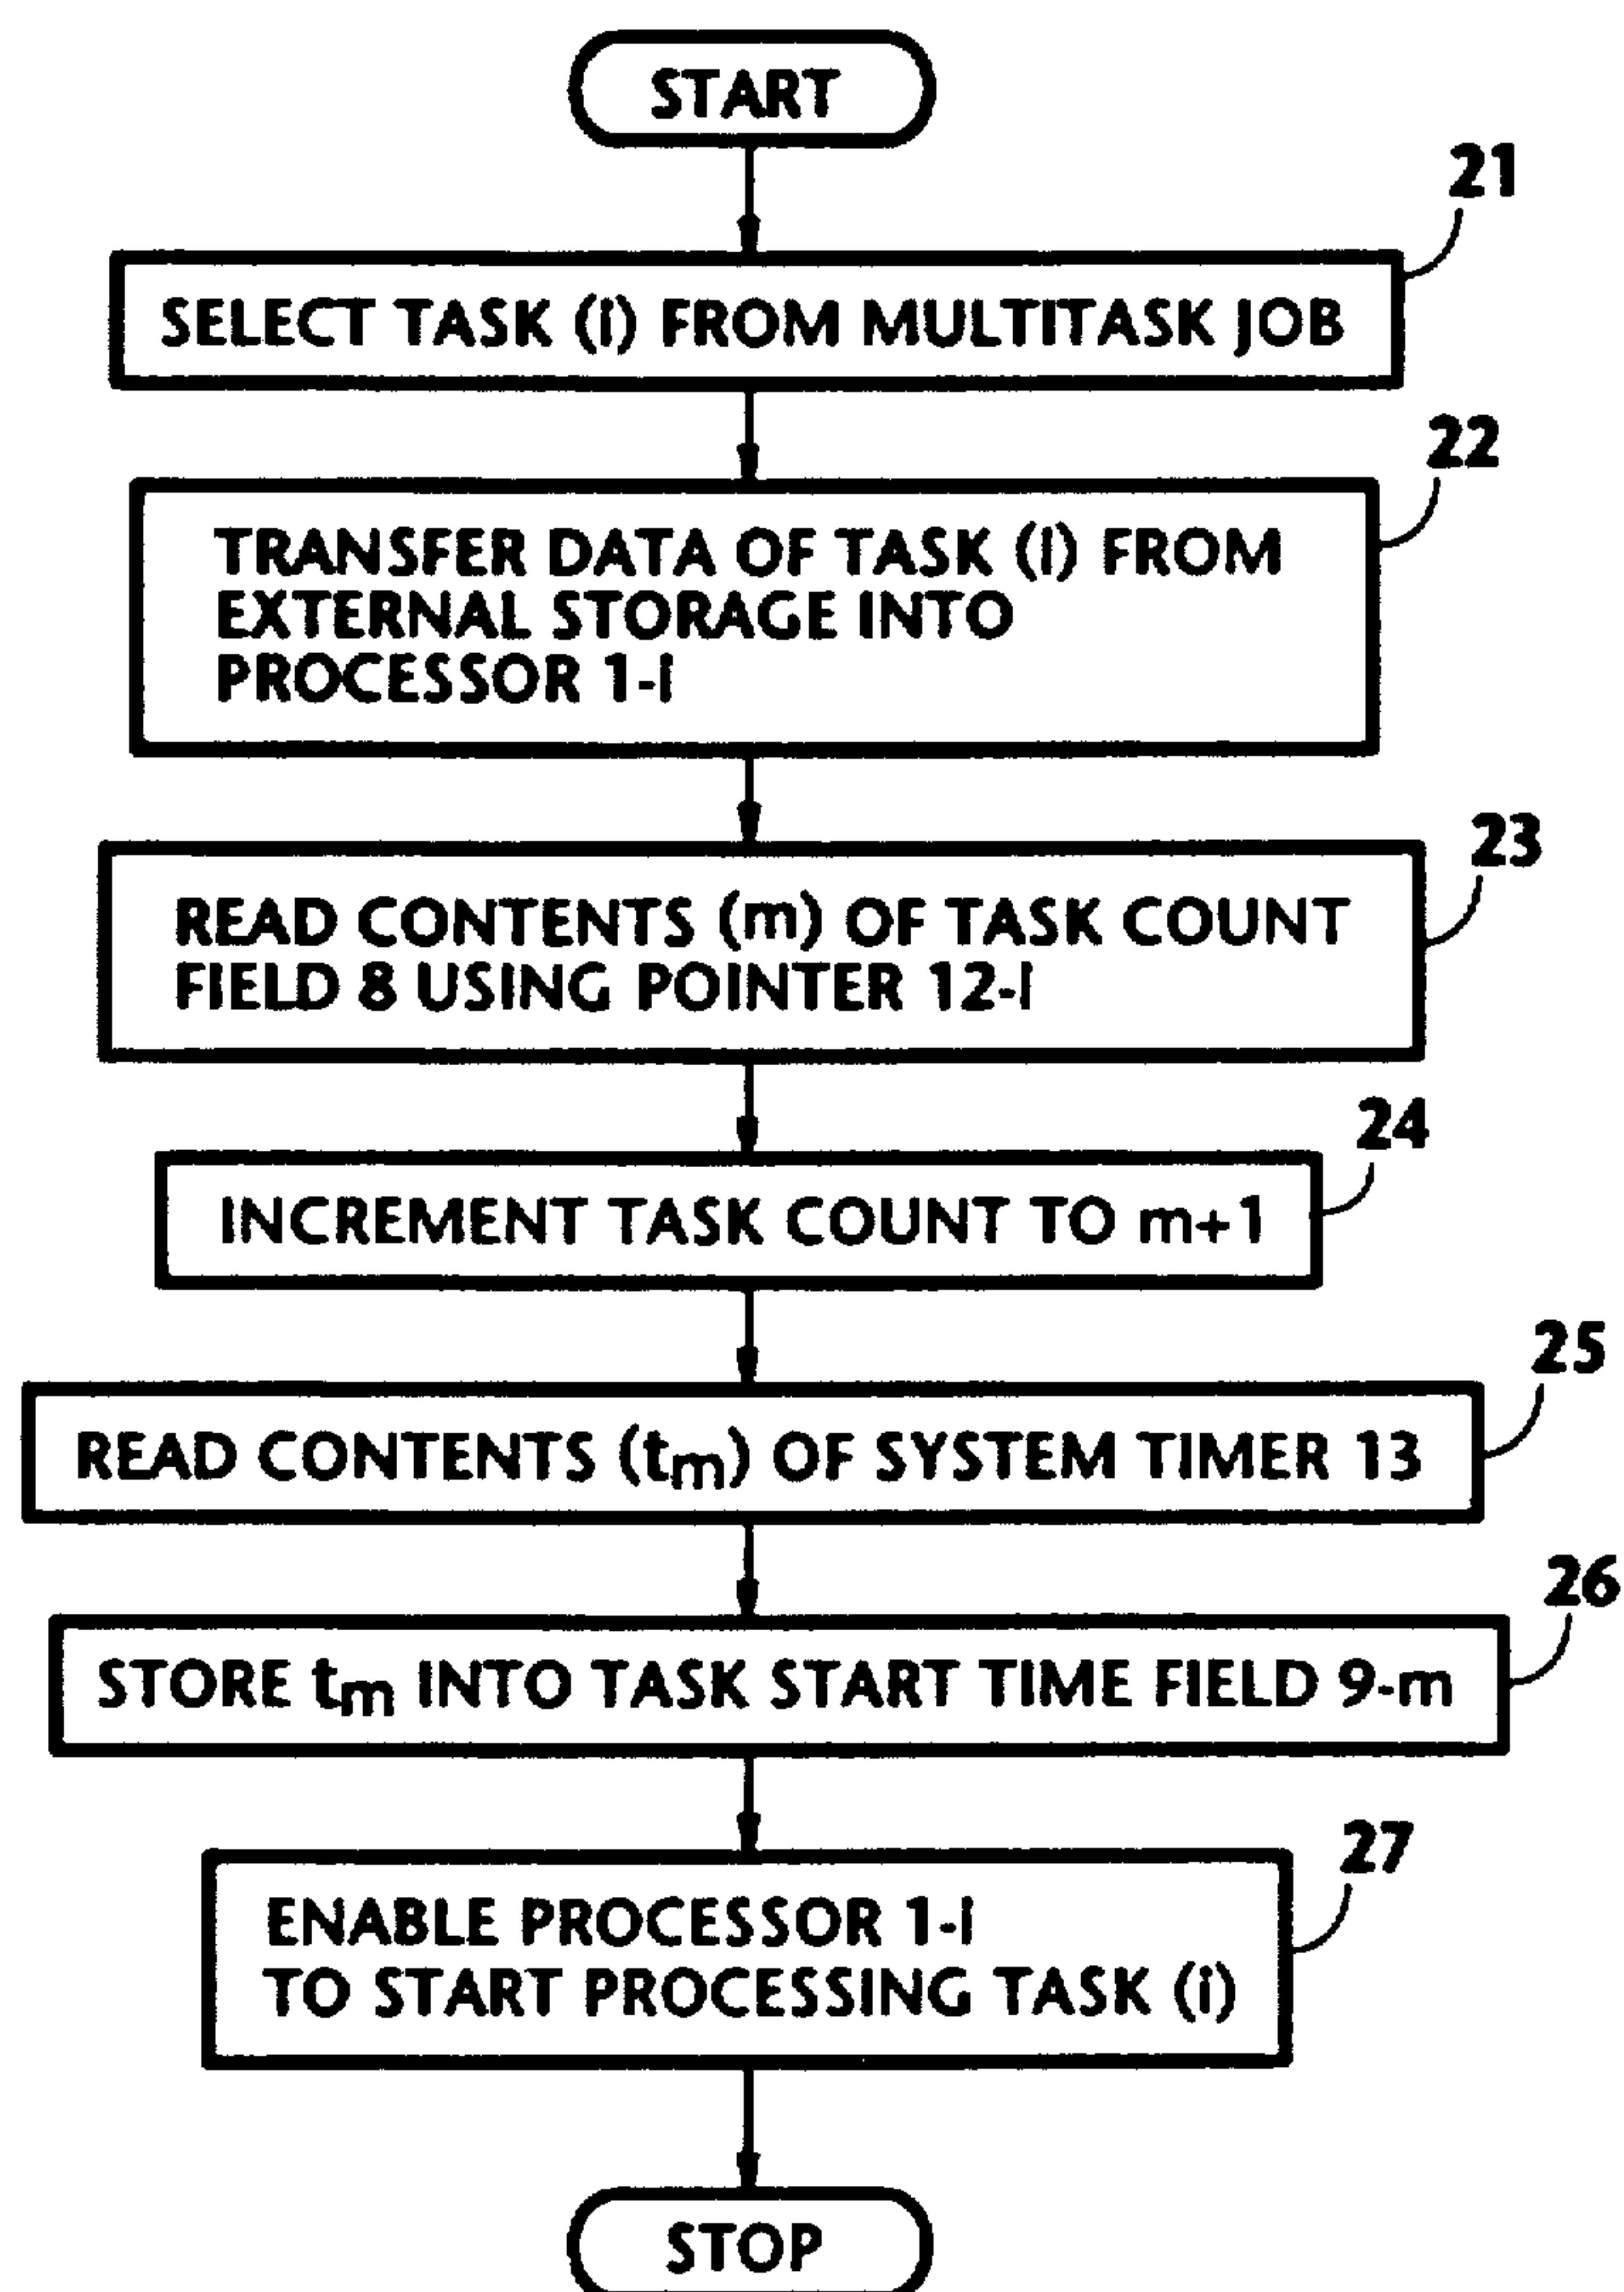 START
21
SELECT TASK (i) FROM MULTITASK JOB
22
TRANSFER DATA OF TASK (i) FROM
EXTERNAL STORAGE INTO
PROCESSOR 1-i
23
READ CONTENTS (m) OF TASK COUNT
FIELD 8 USING POINTER 12-i
24
INCREMENT TASK COUNT TO m+1
25
READ CONTENTS (tm) OF SYSTEM TIMER 13
26
STORE tm INTO TASK START TIME FIELD 9-m
27
ENABLE PROCESSOR 1-i
TO START PROCESSING TASK (i)
STOP